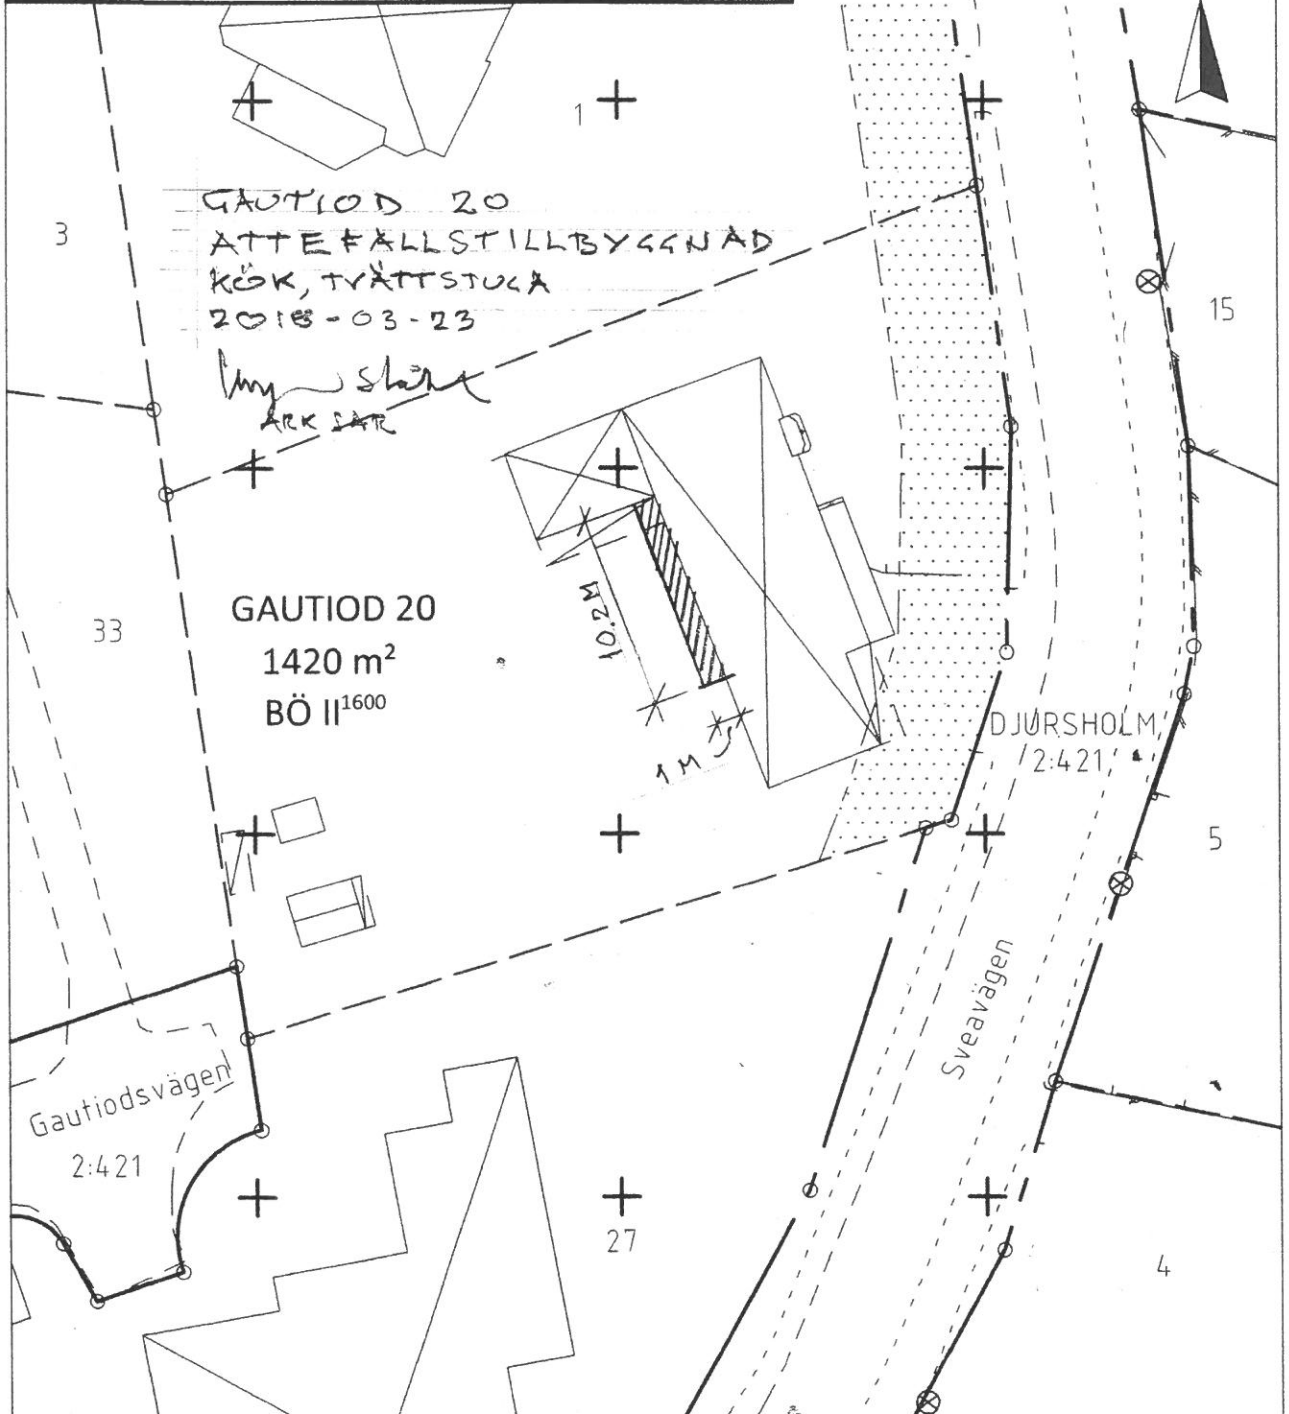 1
3
GAUTIOD 20
ATTEFALLSTILLBYGGNAD
KÖK, TVÄTTSTUGA
2018-03-23
ARK SAR
15
33
GAUTIOD 20
1420 m²
BÖ II¹⁶⁰⁰
10.2 M
1 M
DJURSHOLM
2:421
5
Sveavägen
Gautiodsvägen
2:421
27
4